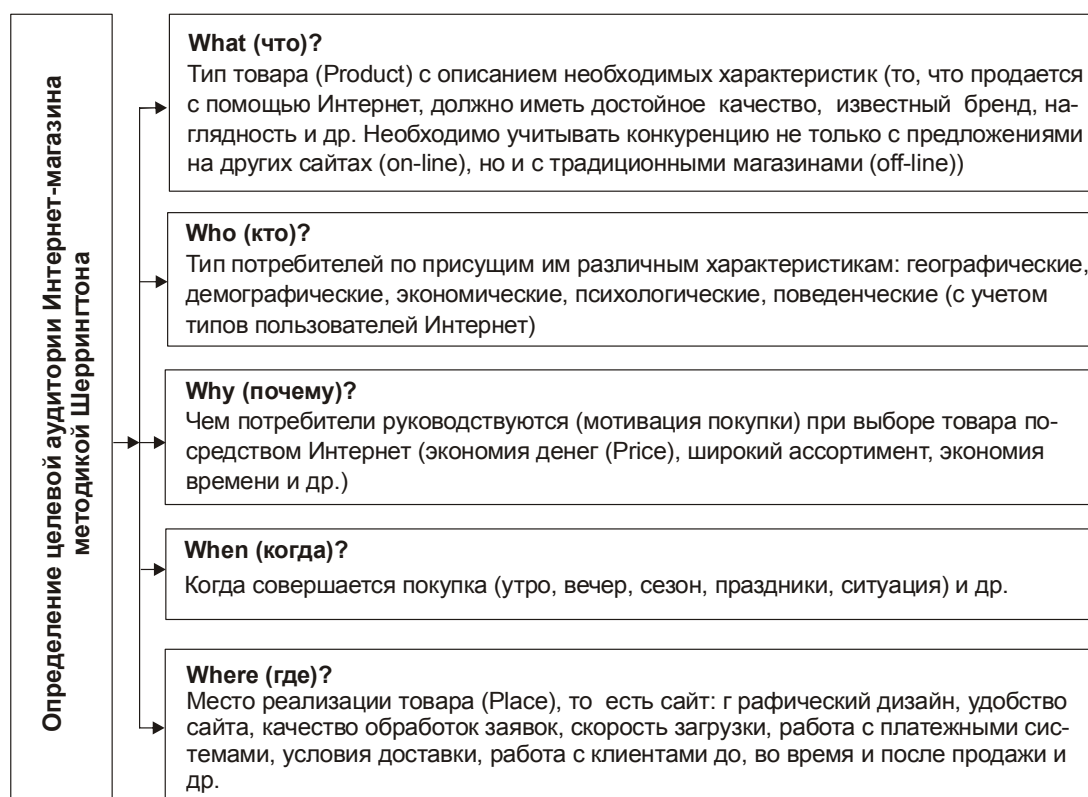 Определение целевой аудитории Интернет-магазина
методикой Шеррингтона
What (что)?
Тип товара (Product) с описанием необходимых характеристик (то, что продается
с помощью Интернет, должно иметь достойное качество, известный бренд, на-
глядность и др. Необходимо учитывать конкуренцию не только с предложениями
на других сайтах (on-line), но и с традиционными магазинами (off-line))
Who (кто)?
Тип потребителей по присущим им различным характеристикам: географические,
демографические, экономические, психологические, поведенческие (с учетом
типов пользователей Интернет)
Why (почему)?
Чем потребители руководствуются (мотивация покупки) при выборе товара по-
средством Интернет (экономия денег (Price), широкий ассортимент, экономия
времени и др.)
When (когда)?
Когда совершается покупка (утро, вечер, сезон, праздники, ситуация) и др.
Where (где)?
Место реализации товара (Place), то есть сайт: г рафический дизайн, удобство
сайта, качество обработок заявок, скорость загрузки, работа с платежными сис-
темами, условия доставки, работа с клиентами до, во время и после продажи и
др.